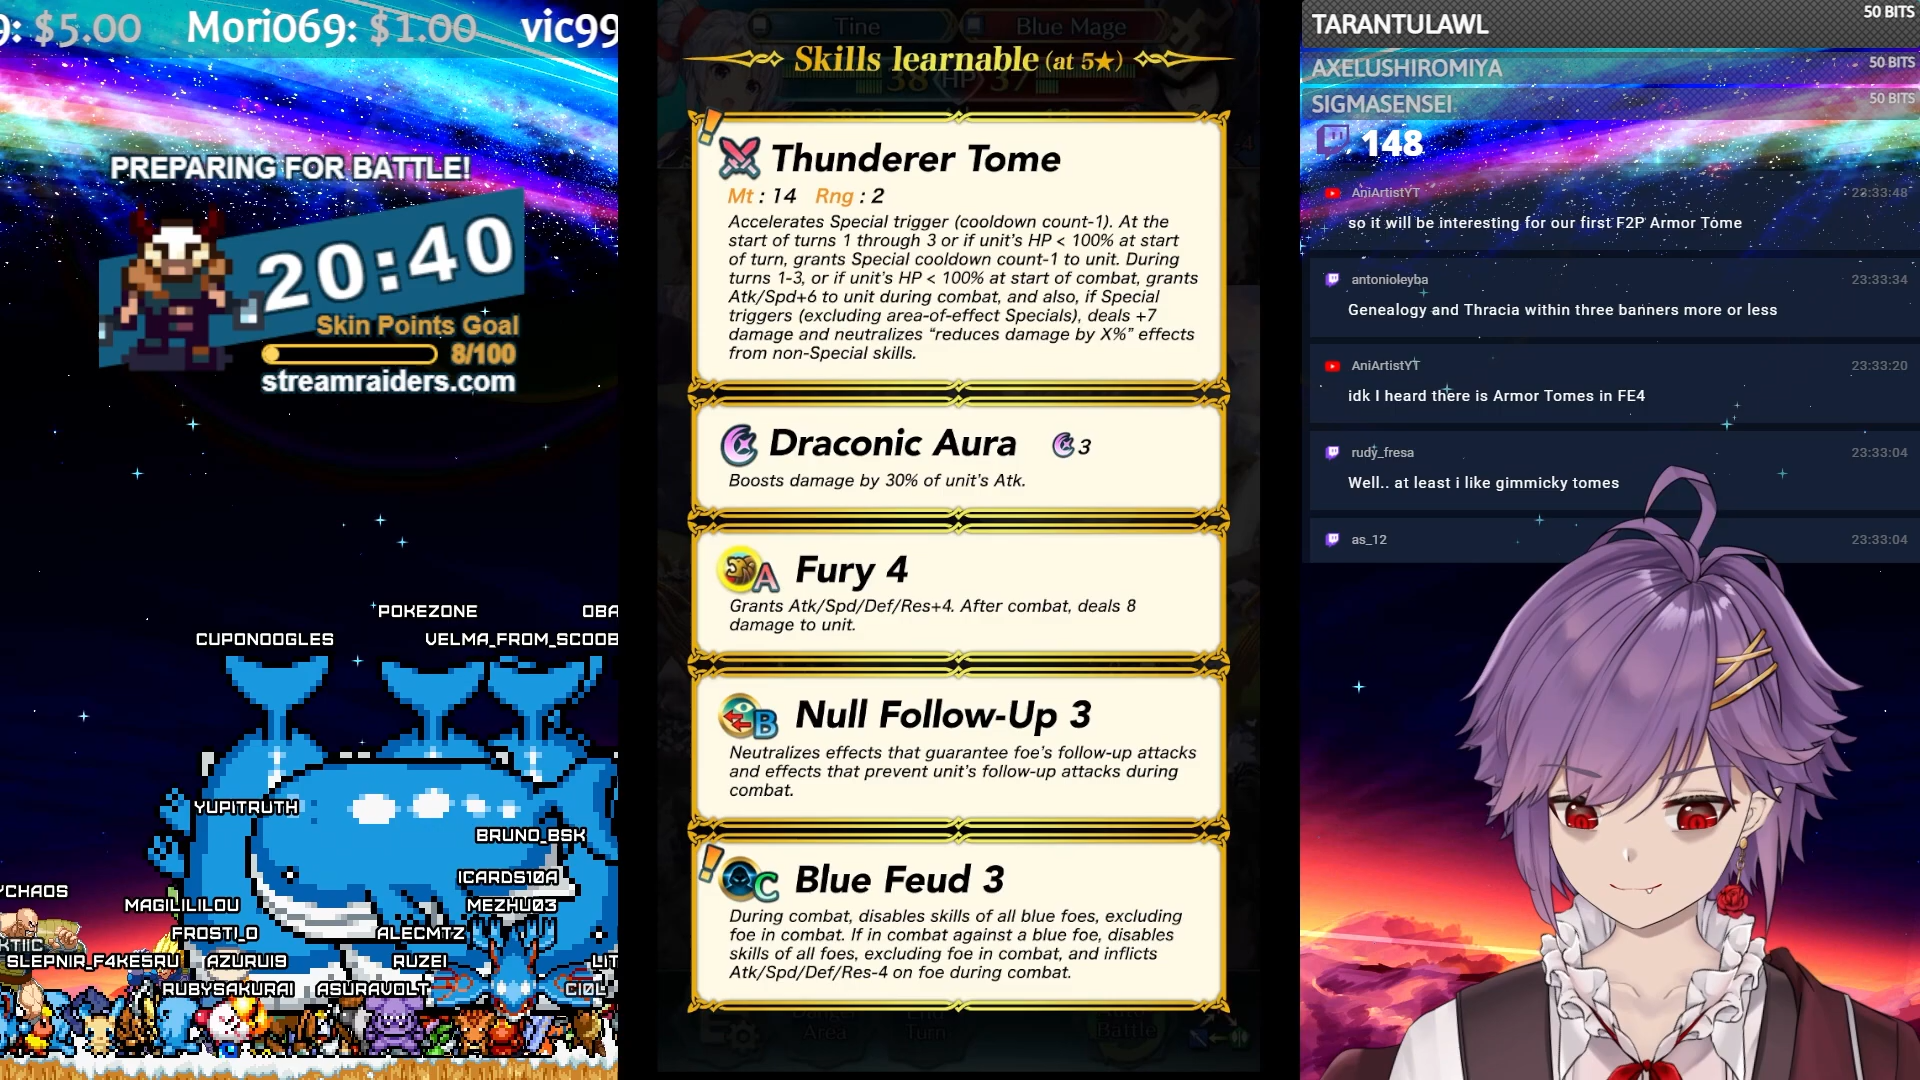 9: $5.00 Mori069: $1.00 vic99
PREPARING FOR BATTLE!
20:40
Skin Points Goal
8/100
streamraiders.com
POKEZONE
OBA
CUPONOOGLES
VELMA_FROM_SCOOB
YUPITRUTH
BRUNO_BSK
YCHAOS
ICARDS10A
MAGILILILOU
MEZHU03
FROSTI_O
ALECMTZ
KTIIC
SLEPNIR_F4KESRU
AZURUI9
RUZEI
LIT
RUBYSAKURAI
ASURAVOLT
CI0L
Tine
Blue Mage
Skills learnable (at 5★)
38 HP 37
Thunderer Tome
Mt : 14 Rng : 2
Accelerates Special trigger (cooldown count-1). At the
start of turns 1 through 3 or if unit's HP < 100% at start
of turn, grants Special cooldown count-1 to unit. During
turns 1-3, or if unit's HP < 100% at start of combat, grants
Atk/Spd+6 to unit during combat, and also, if Special
triggers (excluding area-of-effect Specials), deals +7
damage and neutralizes “reduces damage by X%” effects
from non-Special skills.
Draconic Aura 3
Boosts damage by 30% of unit's Atk.
A Fury 4
Grants Atk/Spd/Def/Res+4. After combat, deals 8
damage to unit.
B Null Follow-Up 3
Neutralizes effects that guarantee foe's follow-up attacks
and effects that prevent unit's follow-up attacks during
combat.
C Blue Feud 3
During combat, disables skills of all blue foes, excluding
foe in combat. If in combat against a blue foe, disables
skills of all foes, excluding foe in combat, and inflicts
Atk/Spd/Def/Res-4 on foe during combat.
Area
Turn
Battle
TARANTULAWL 50 BITS
AXELUSHIROMIYA 50 BITS
SIGMASENSEI 50 BITS
148
AniArtistYT 23:33:48
so it will be interesting for our first F2P Armor Tome
antonioleyba 23:33:34
Genealogy and Thracia within three banners more or less
AniArtistYT 23:33:20
idk I heard there is Armor Tomes in FE4
rudy_fresa 23:33:04
Well.. at least i like gimmicky tomes
as_12 23:33:04